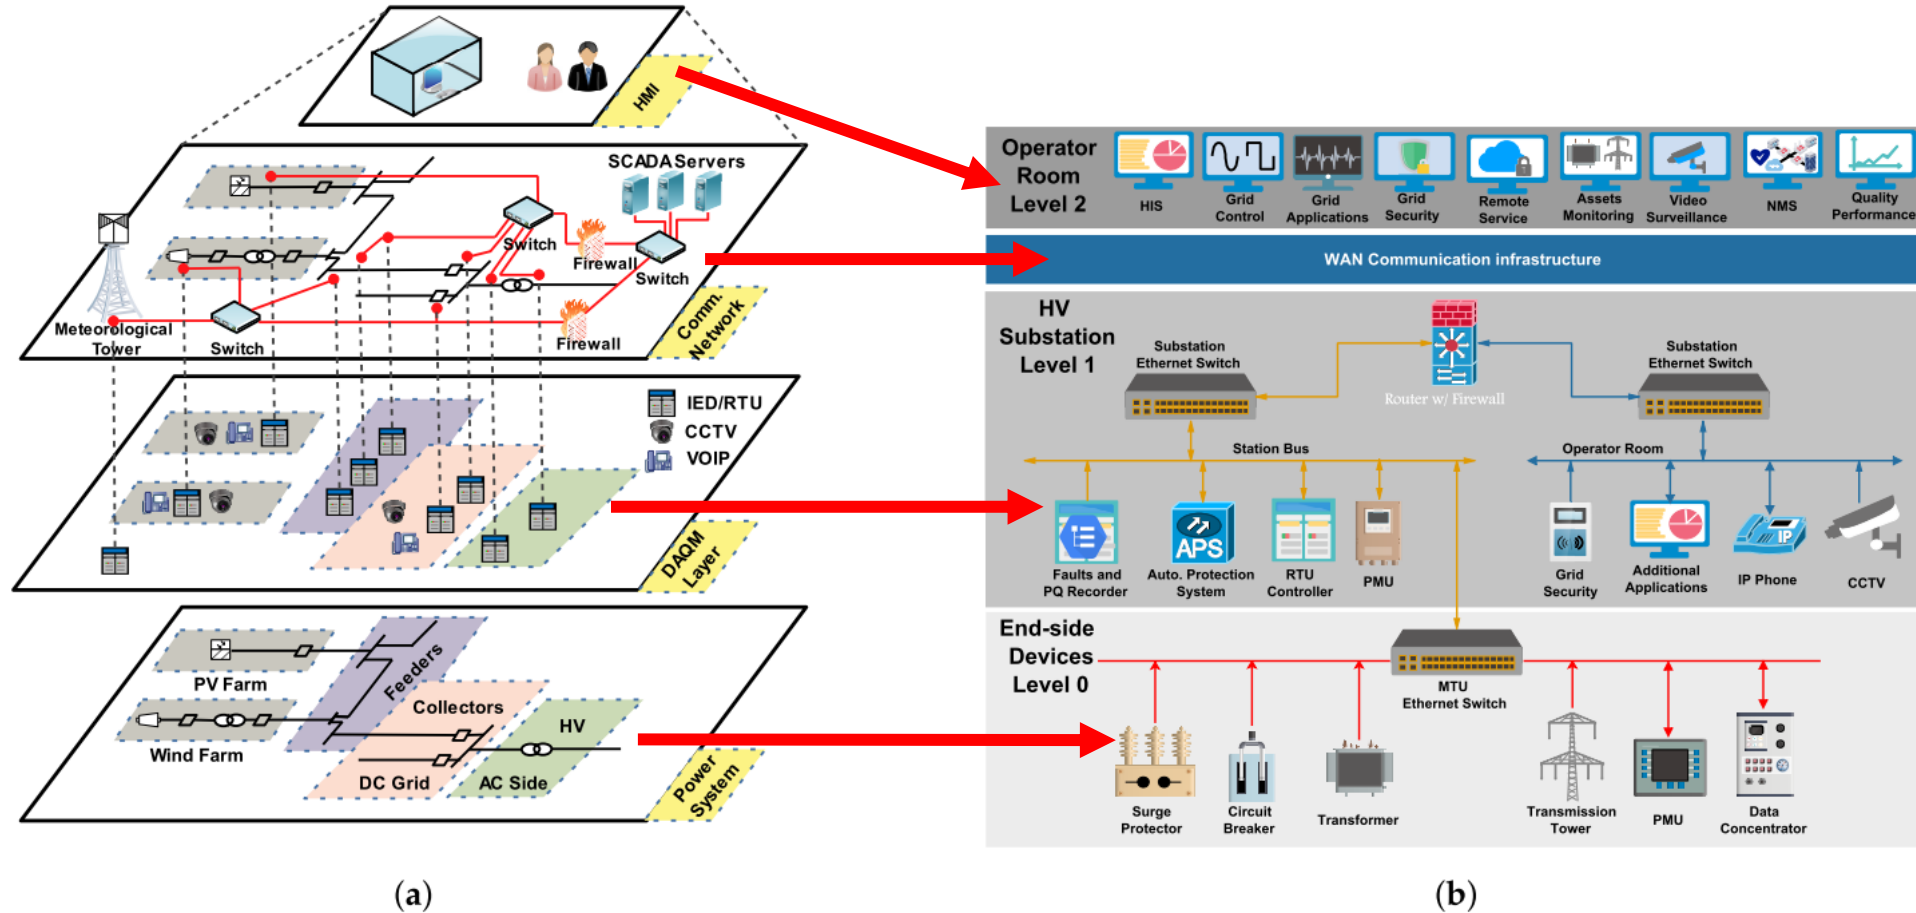 HMI
SCADA Servers
Switch
Firewall
Switch
Meteorological
Tower
Switch
Firewall
Comm.
Network
IED/RTU
CCTV
VOIP
DAQM
Layer
PV Farm
Feeders
Collectors
HV
Wind Farm
DC Grid
AC Side
Power
System
(a)
Operator
Room
Level 2
HIS
Grid
Control
Grid
Applications
Grid
Security
Remote
Service
Assets
Monitoring
Video
Surveillance
NMS
Quality
Performance
WAN Communication infrastructure
HV
Substation
Level 1
Substation
Ethernet Switch
Router w/ Firewall
Substation
Ethernet Switch
Station Bus
Operator Room
APS
IP
Faults and
PQ Recorder
Auto. Protection
System
RTU
Controller
PMU
Grid
Security
Additional
Applications
IP Phone
CCTV
End-side
Devices
Level 0
MTU
Ethernet Switch
Surge
Protector
Circuit
Breaker
Transformer
Transmission
Tower
PMU
Data
Concentrator
(b)